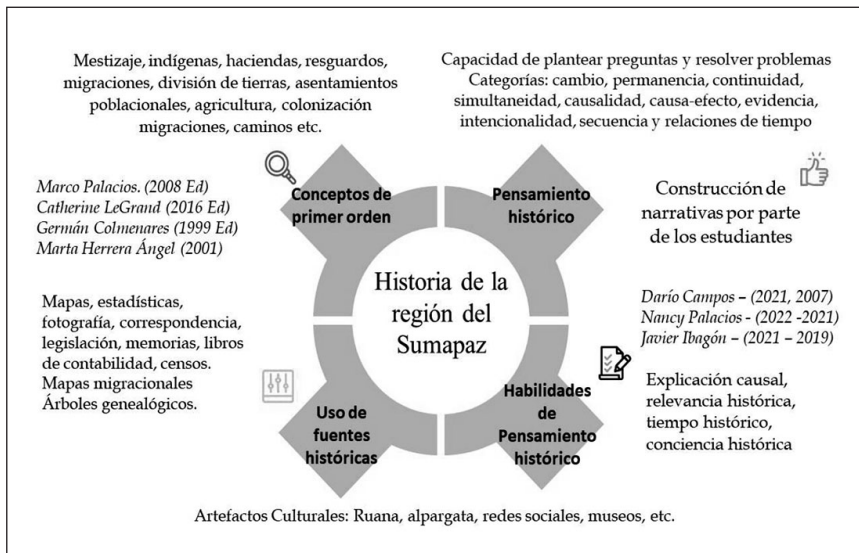 Mestizaje, indígenas, haciendas, resguardos,
migraciones, división de tierras, asentamientos
poblacionales, agricultura, colonización
migraciones, caminos etc.
Capacidad de plantear preguntas y resolver problemas
Categorías: cambio, permanencia, continuidad,
simultaneidad, causalidad, causa-efecto, evidencia,
intencionalidad, secuencia y relaciones de tiempo
Marco Palacios. (2008 Ed)
Catherine LeGrand (2016 Ed)
Germán Colmenares (1999 Ed)
Marta Herrera Ángel (2001)
Conceptos de
primer orden
Pensamiento
histórico
Construcción de
narrativas por parte
de los estudiantes
Historia de la
región del
Sumapaz
Mapas, estadísticas,
fotografía, correspondencia,
legislación, memorias, libros
de contabilidad, censos.
Mapas migracionales
Árboles genealógicos.
Darío Campos – (2021, 2007)
Nancy Palacios - (2022 -2021)
Javier Ibagón – (2021 – 2019)
Uso de
fuentes
históricas
Habilidades
de
Pensamiento
histórico
Explicación causal,
relevancia histórica,
tiempo histórico,
conciencia histórica
Artefactos Culturales: Ruana, alpargata, redes sociales, museos, etc.